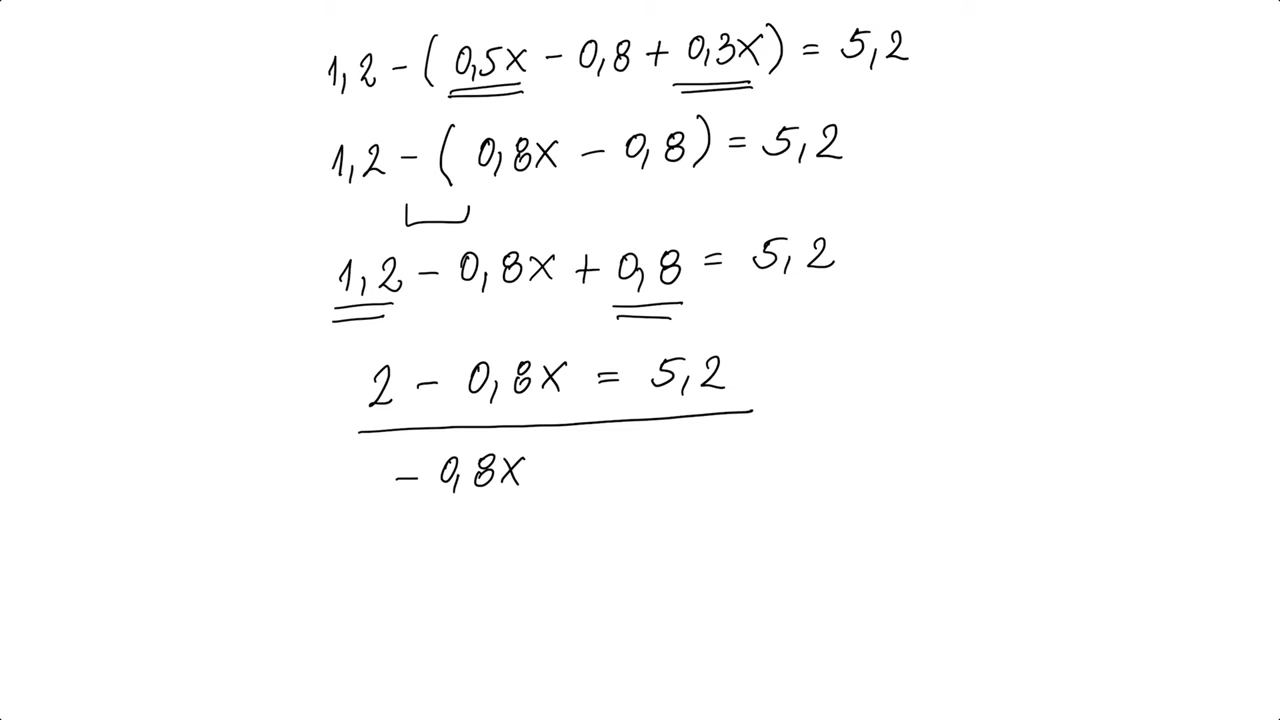 1,2 - ( 0,5x - 0,8 + 0,3x ) = 5,2
1,2 - ( 0,8x - 0,8 ) = 5,2
1,2 - 0,8x + 0,8 = 5,2
2 - 0,8x = 5,2
- 0,8x